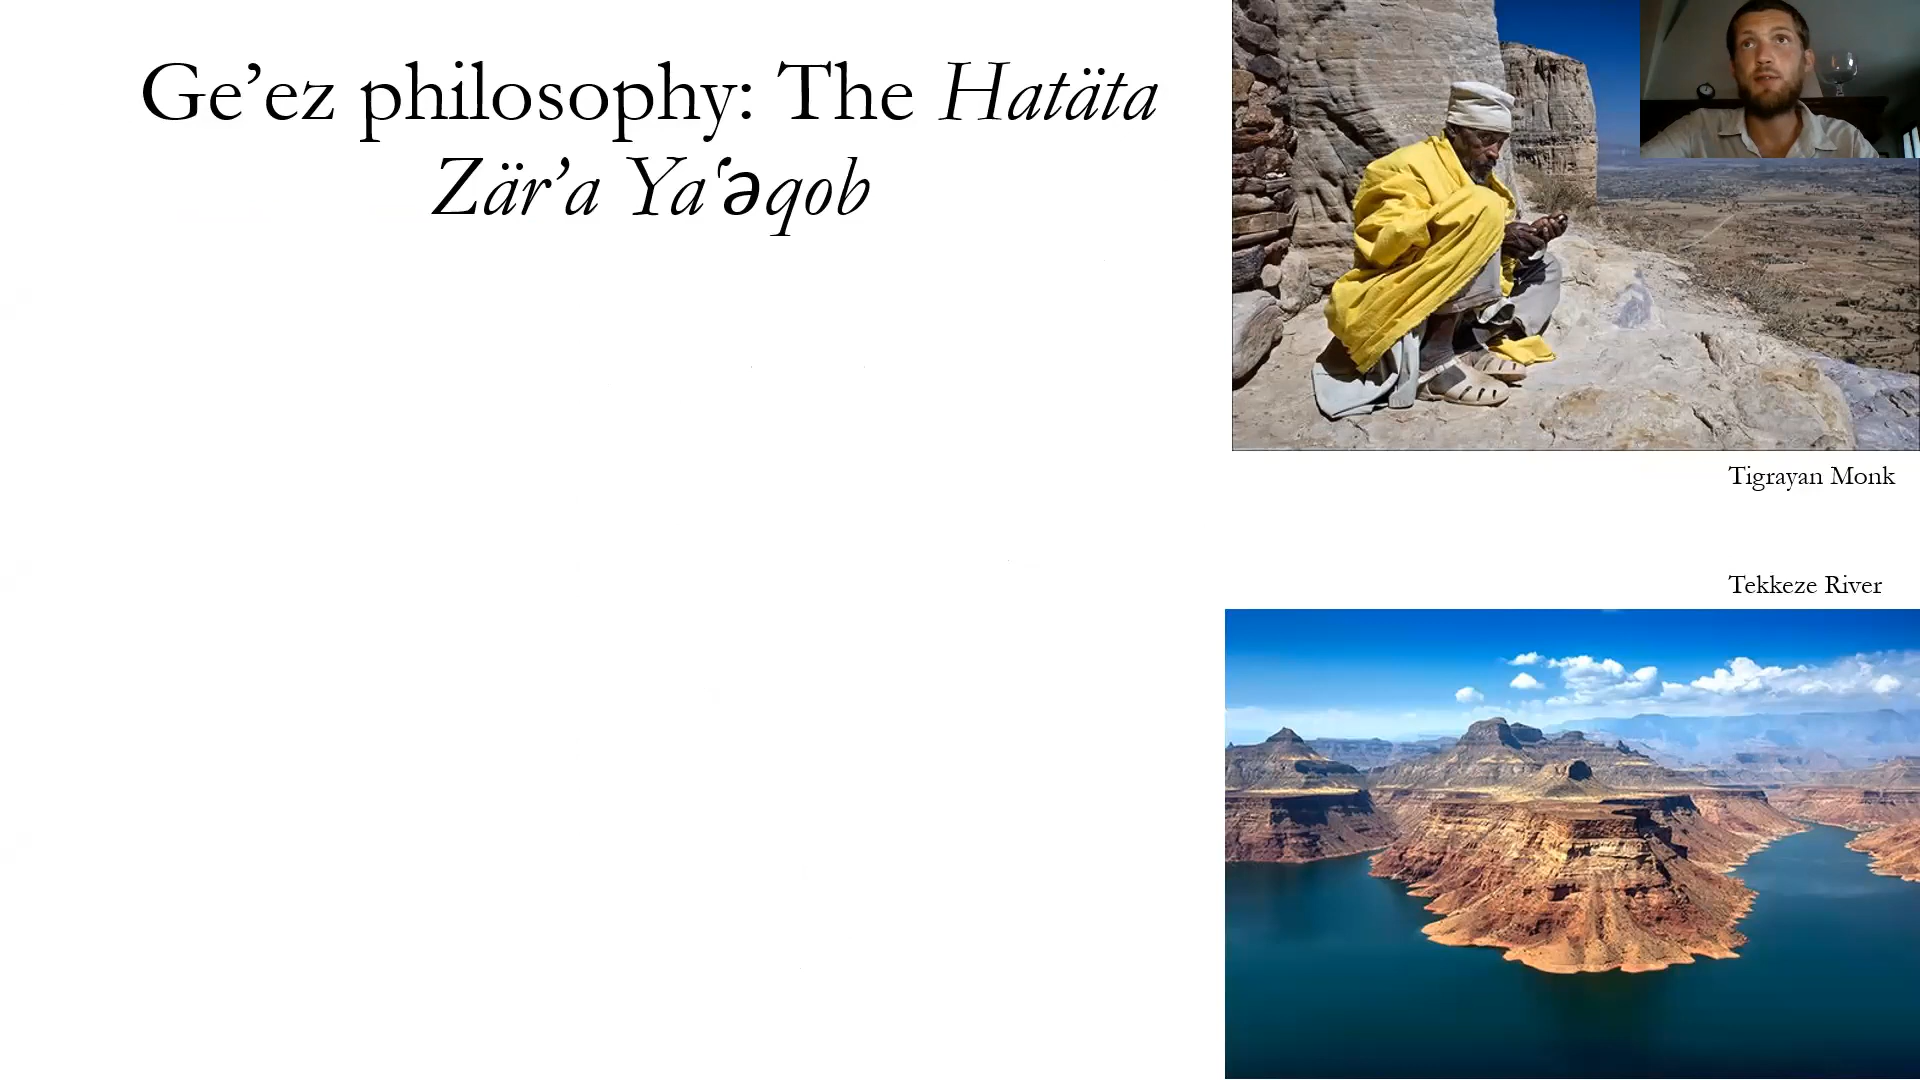 Ge’ez philosophy: The Hatäta
Zär’a Ya‘əqob
Tigrayan Monk
Tekkeze River